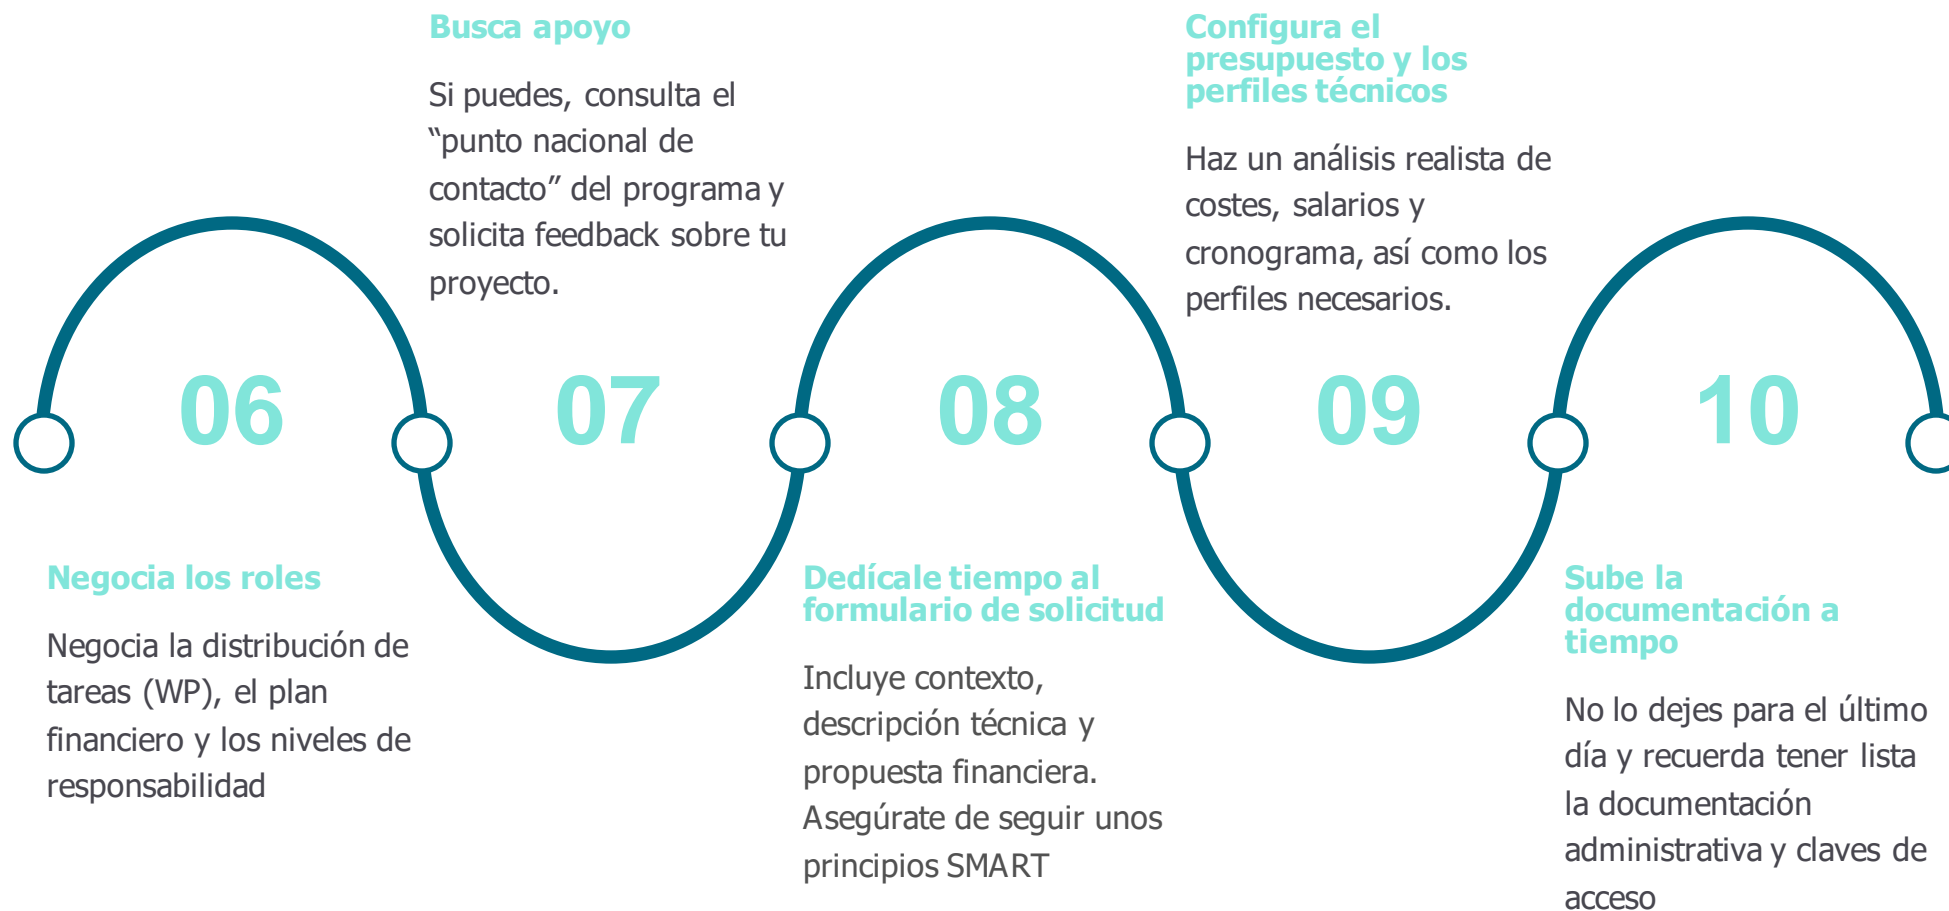 06
Negocia los roles
Negocia la distribución de
tareas (WP), el plan
financiero y los niveles de
responsabilidad
Busca apoyo
Si puedes, consulta el
“punto nacional de
contacto” del programa y
solicita feedback sobre tu
proyecto.
07
08
Dedícale tiempo al
formulario de solicitud
Incluye contexto,
descripción técnica y
propuesta financiera.
Asegúrate de seguir unos
principios SMART
Configura el
presupuesto y los
perfiles técnicos
Haz un análisis realista de
costes, salarios y
cronograma, así como los
perfiles necesarios.
09
10
Sube la
documentación a
tiempo
No lo dejes para el último
día y recuerda tener lista
la documentación
administrativa y claves de
acceso